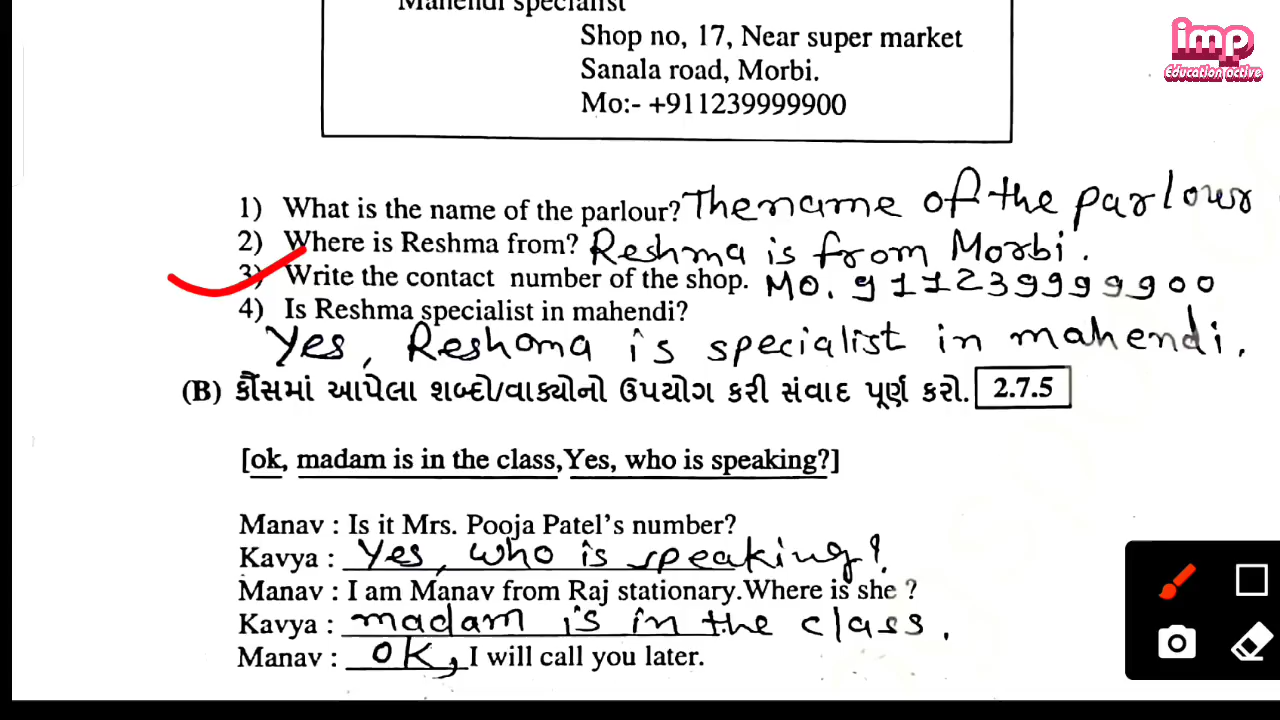 Mahendi specialist
Shop no, 17, Near super market
Sanala road, Morbi.
Mo:- +911239999900
imp
Education active
1) What is the name of the parlour? The name of the parlour
2) Where is Reshma from? Reshma is from Morbi.
3) Write the contact number of the shop. Mo. 911239999900
4) Is Reshma specialist in mahendi?
Yes, Reshma is specialist in mahendi.
(B) કૌંસમાં આપેલા શબ્દો/વાક્યોનો ઉપયોગ કરી સંવાદ પૂર્ણ કરો. 2.7.5
[ok, madam is in the class,Yes, who is speaking?]
Manav : Is it Mrs. Pooja Patel's number?
Kavya : Yes, who is speaking?
Manav : I am Manav from Raj stationary.Where is she ?
Kavya : madam is in the class.
Manav : OK, I will call you later.